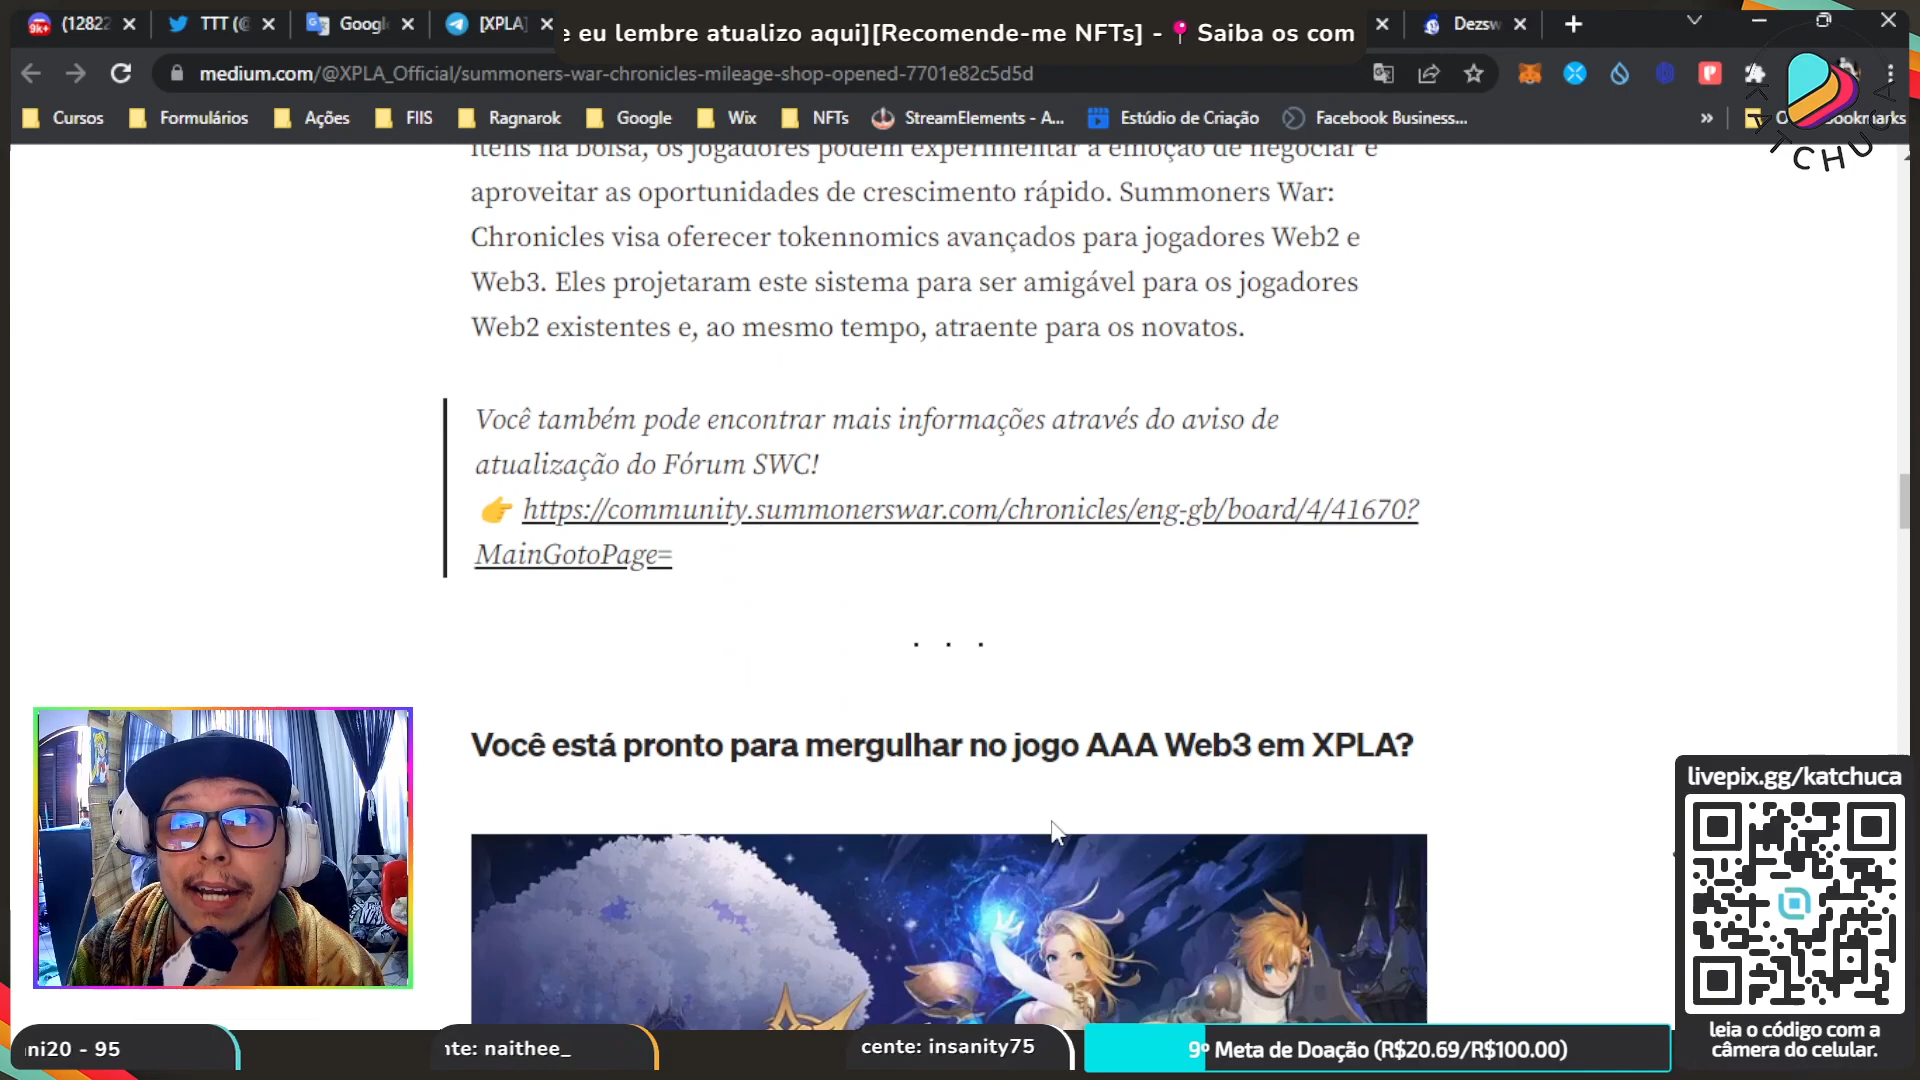 (12822
TTT (@
Googl
[XPLA]
e eu lembre atualizo aqui][Recomende-me NFTs] - 📍Saiba os com
Dezsw
medium.com/@XPLA_Official/summoners-war-chronicles-mileage-shop-opened-7701e82c5d5d
Cursos
Formulários
Ações
FIIS
Ragnarok
Google
Wix
NFTs
StreamElements - A...
Estúdio de Criação
Facebook Business...
»
Bookmarks
KATCHUCA
itens na bolsa, os jogadores podem experimentar a emoção de negociar e
aproveitar as oportunidades de crescimento rápido. Summoners War:
Chronicles visa oferecer tokennomics avançados para jogadores Web2 e
Web3. Eles projetaram este sistema para ser amigável para os jogadores
Web2 existentes e, ao mesmo tempo, atraente para os novatos.
Você também pode encontrar mais informações através do aviso de
atualização do Fórum SWC!
👉 https://community.summonerswar.com/chronicles/eng-gb/board/4/41670?
MainGotoPage=
. . .
Você está pronto para mergulhar no jogo AAA Web3 em XPLA?
livepix.gg/katchuca
leia o código com a
câmera do celular.
ni20 - 95
nte: naithee_
cente: insanity75
9º Meta de Doação (R$20.69/R$100.00)